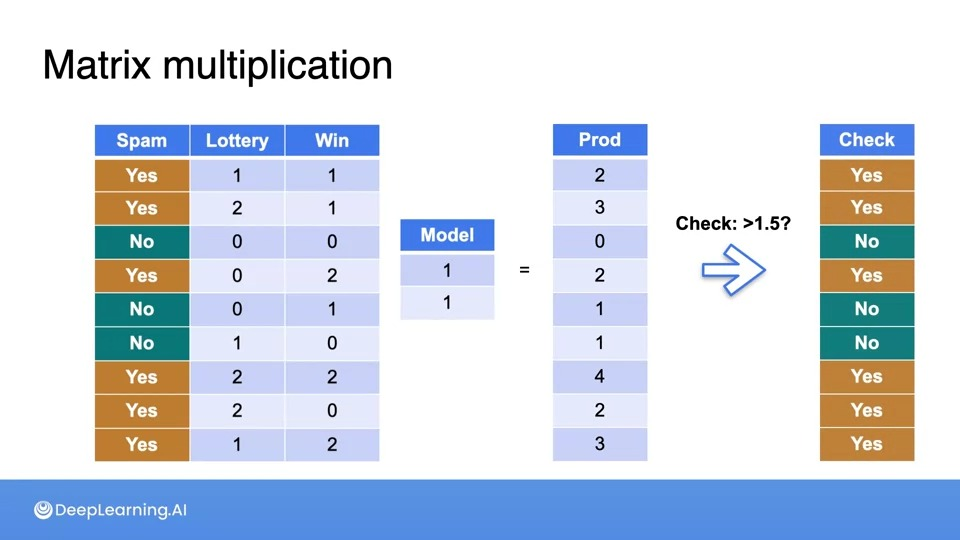 Matrix multiplication
Spam Lottery Win
Yes 1 1
Yes 2 1
No 0 0
Yes 0 2
No 0 1
No 1 0
Yes 2 2
Yes 2 0
Yes 1 2
Model
1
1
=
Prod
2
3
0
2
1
1
4
2
3
Check: >1.5?
Check
Yes
Yes
No
Yes
No
No
Yes
Yes
Yes
DeepLearning.AI